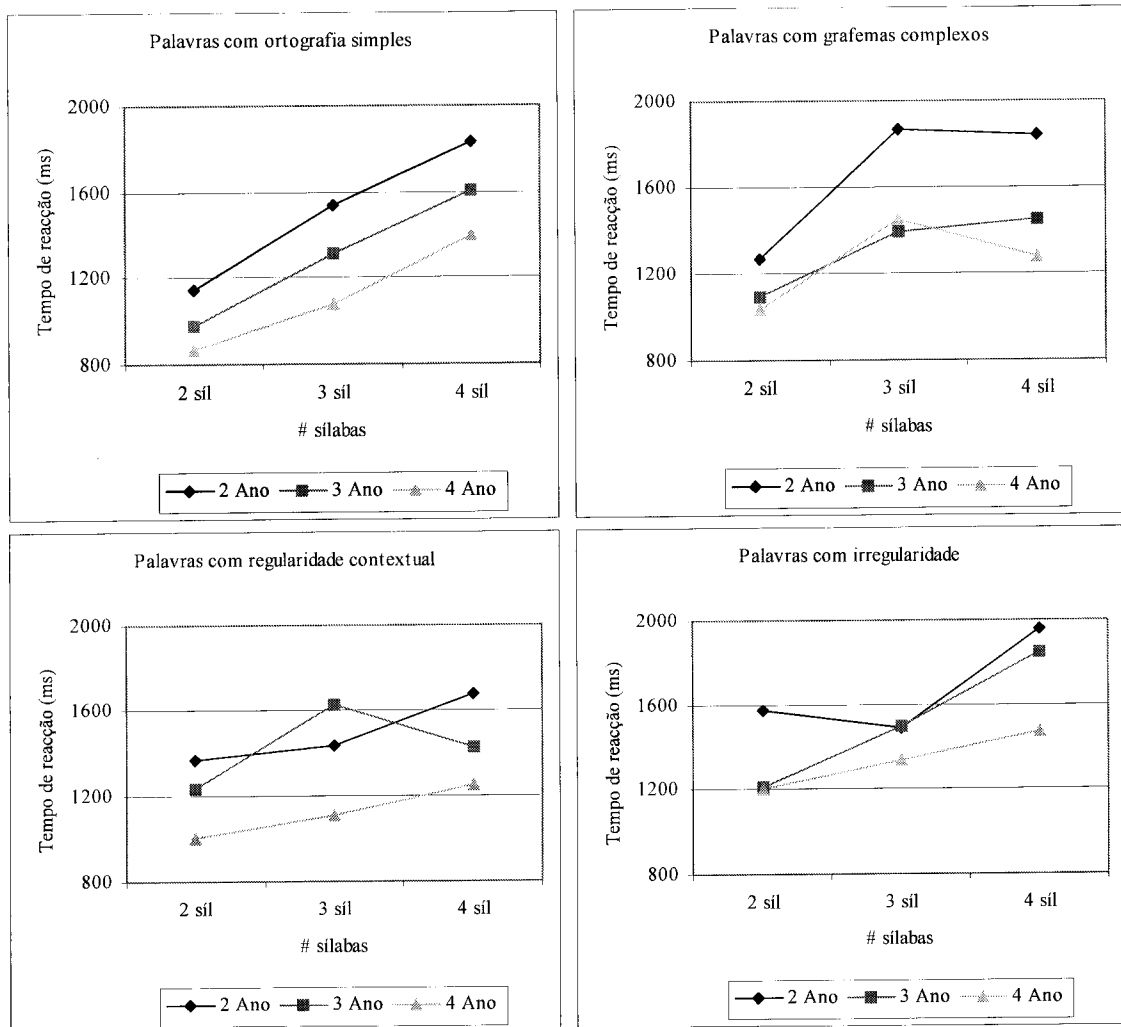 Palavras com ortografia simples
Tempo de reacção (ms)
2000
1600
1200
800
2 síl 3 síl 4 síl
# sílabas
2 Ano 3 Ano 4 Ano
Palavras com grafemas complexos
Tempo de reacção (ms)
2000
1600
1200
800
2 síl 3 síl 4 síl
# sílabas
2 Ano 3 Ano 4 Ano
Palavras com regularidade contextual
Tempo de reacção (ms)
2000
1600
1200
800
2 síl 3 síl 4 síl
# sílabas
2 Ano 3 Ano 4 Ano
Palavras com irregularidade
Tempo de reacção (ms)
2000
1600
1200
800
2 síl 3 síl 4 síl
# sílabas
2 Ano 3 Ano 4 Ano